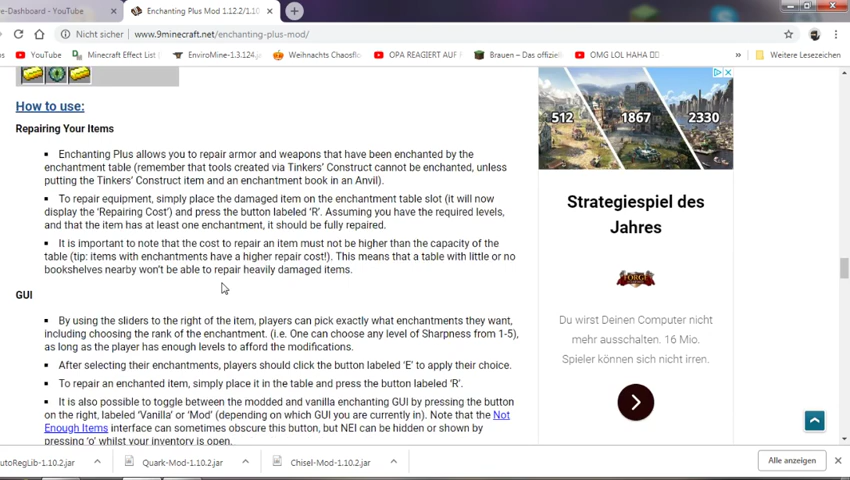 e-Dashboard - YouTube
Enchanting Plus Mod 1.12.2/1.10
Nicht sicher | www.9minecraft.net/enchanting-plus-mod/
YouTube
Minecraft Effect List
EnviroMine-1.3.124.
Weihnachts Chaosflo
OPA REAGIERT AUF
Brauen – Das offizie
OMG LOL HAHA
Weitere Lesezeichen
How to use:
Repairing Your Items
Enchanting Plus allows you to repair armor and weapons that have been enchanted by the
enchantment table (remember that tools created via Tinkers' Construct cannot be enchanted, unless
putting the Tinkers' Construct item and an enchantment book in an Anvil).
To repair equipment, simply place the damaged item on the enchantment table slot (it will now
display the 'Repairing Cost') and press the button labeled 'R'. Assuming you have the required levels,
and that the item has at least one enchantment, it should be fully repaired.
It is important to note that the cost to repair an item must not be higher than the capacity of the
table (tip: items with enchantments have a higher repair cost!). This means that a table with little or no
bookshelves nearby won't be able to repair heavily damaged items.
GUI
By using the sliders to the right of the item, players can pick exactly what enchantments they want,
including choosing the rank of the enchantment. (i.e. One can choose any level of Sharpness from 1-5),
as long as the player has enough levels to afford the modifications.
After selecting their enchantments, players should click the button labeled 'E' to apply their choice.
To repair an enchanted item, simply place it in the table and press the button labeled 'R'.
It is also possible to toggle between the modded and vanilla enchanting GUI by pressing the button
on the right, labeled 'Vanilla' or 'Mod' (depending on which GUI you are currently in). Note that the Not
Enough Items interface can sometimes obscure this button, but NEI can be hidden or shown by
pressing 'o' whilst your inventory is open.
512
1867
2330
Strategiespiel des
Jahres
FORGE
Du wirst Deinen Computer nicht
mehr ausschalten. 16 Mio.
Spieler können sich nicht irren.
utoRegLib-1.10.2.jar
Quark-Mod-1.10.2.jar
Chisel-Mod-1.10.2.jar
Alle anzeigen